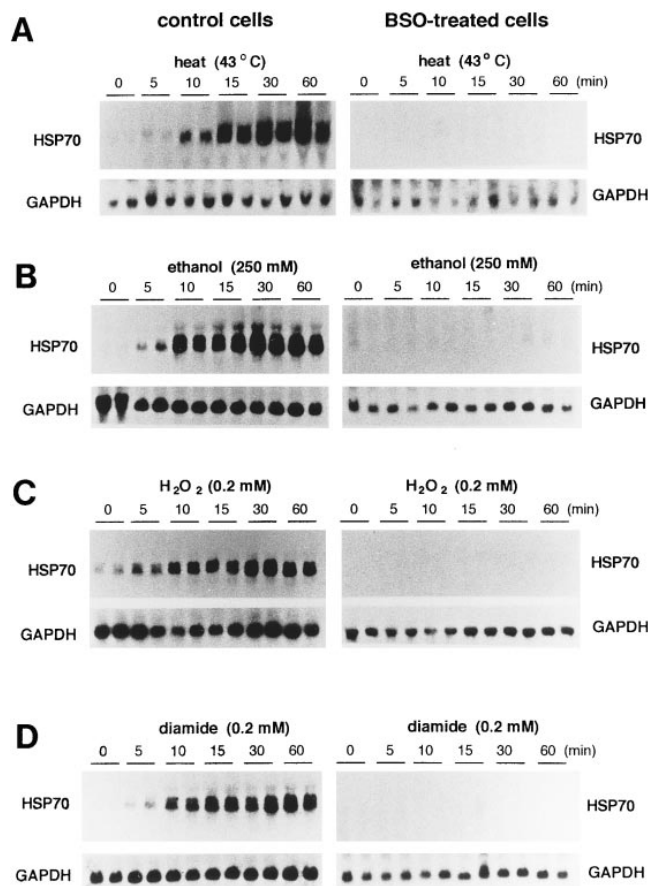 control cells BSO-treated cells
A
heat (43°C) heat (43°C)
0 5 10 15 30 60 0 5 10 15 30 60 (min)
HSP70 HSP70
GAPDH GAPDH
B
ethanol (250 mM) ethanol (250 mM)
0 5 10 15 30 60 0 5 10 15 30 60 (min)
HSP70 HSP70
GAPDH GAPDH
C
H₂O₂ (0.2 mM) H₂O₂ (0.2 mM)
0 5 10 15 30 60 0 5 10 15 30 60 (min)
HSP70 HSP70
GAPDH GAPDH
D
diamide (0.2 mM) diamide (0.2 mM)
0 5 10 15 30 60 0 5 10 15 30 60 (min)
HSP70 HSP70
GAPDH GAPDH